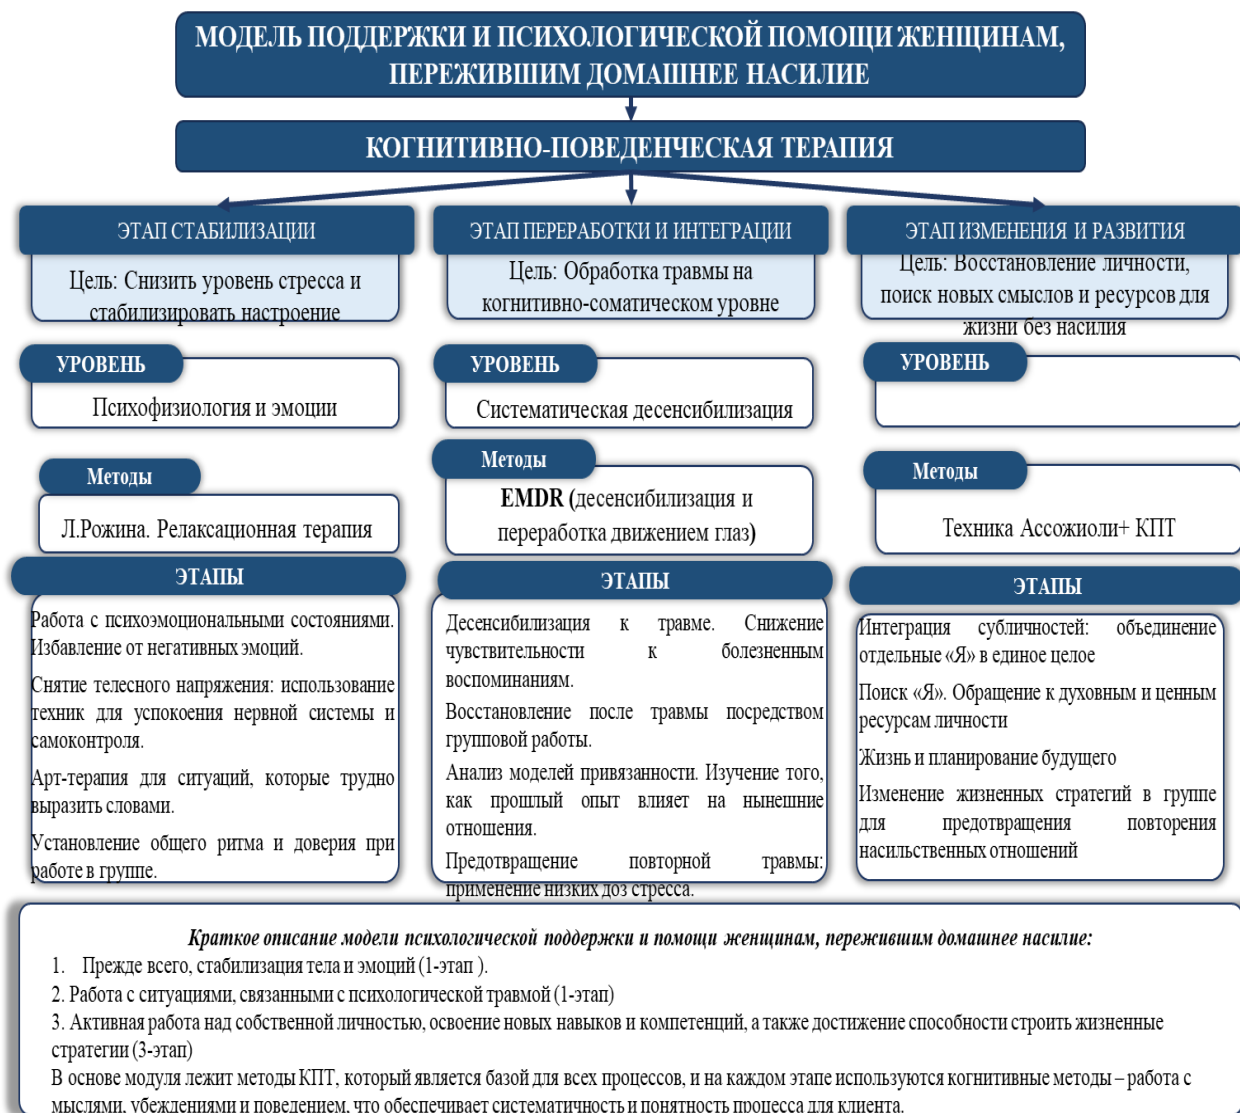 МОДЕЛЬ ПОДДЕРЖКИ И ПСИХОЛОГИЧЕСКОЙ ПОМОЩИ ЖЕНЩИНАМ,
ПЕРЕЖИВШИМ ДОМАШНЕЕ НАСИЛИЕ
КОГНИТИВНО-ПОВЕДЕНЧЕСКАЯ ТЕРАПИЯ
ЭТАП СТАБИЛИЗАЦИИ
Цель: Снизить уровень стресса и
стабилизировать настроение
УРОВЕНЬ
Психофизиология и эмоции
Методы
Л.Рожина. Релаксационная терапия
ЭТАПЫ
Работа с психоэмоциональными состояниями.
Избавление от негативных эмоций.
Снятие телесного напряжения: использование
техник для успокоения нервной системы и
самоконтроля.
Арт-терапия для ситуаций, которые трудно
выразить словами.
Установление общего ритма и доверия при
работе в группе.
ЭТАП ПЕРЕРАБОТКИ И ИНТЕГРАЦИИ
Цель: Обработка травмы на
когнитивно-соматическом уровне
УРОВЕНЬ
Систематическая десенсибилизация
Методы
EMDR (десенсибилизация и
переработка движением глаз)
ЭТАПЫ
Десенсибилизация к травме. Снижение
чувствительности к болезненным
воспоминаниям.
Восстановление после травмы посредством
групповой работы.
Анализ моделей привязанности. Изучение того,
как прошлый опыт влияет на нынешние
отношения.
Предотвращение повторной травмы:
применение низких доз стресса.
ЭТАП ИЗМЕНЕНИЯ И РАЗВИТИЯ
Цель: Восстановление личности,
поиск новых смыслов и ресурсов для
жизни без насилия
УРОВЕНЬ
Методы
Техника Ассожиоли+ КПТ
ЭТАПЫ
Интеграция субличностей: объединение
отдельные «Я» в единое целое
Поиск «Я». Обращение к духовным и ценным
ресурсам личности
Жизнь и планирование будущего
Изменение жизненных стратегий в группе
для предотвращения повторения
насильственных отношений
Краткое описание модели психологической поддержки и помощи женщинам, пережившим домашнее насилие:
1. Прежде всего, стабилизация тела и эмоций (1-этап ).
2. Работа с ситуациями, связанными с психологической травмой (1-этап)
3. Активная работа над собственной личностью, освоение новых навыков и компетенций, а также достижение способности строить жизненные
стратегии (3-этап)
В основе модуля лежит методы КПТ, который является базой для всех процессов, и на каждом этапе используются когнитивные методы – работа с
мыслями, убеждениями и поведением, что обеспечивает систематичность и понятность процесса для клиента.